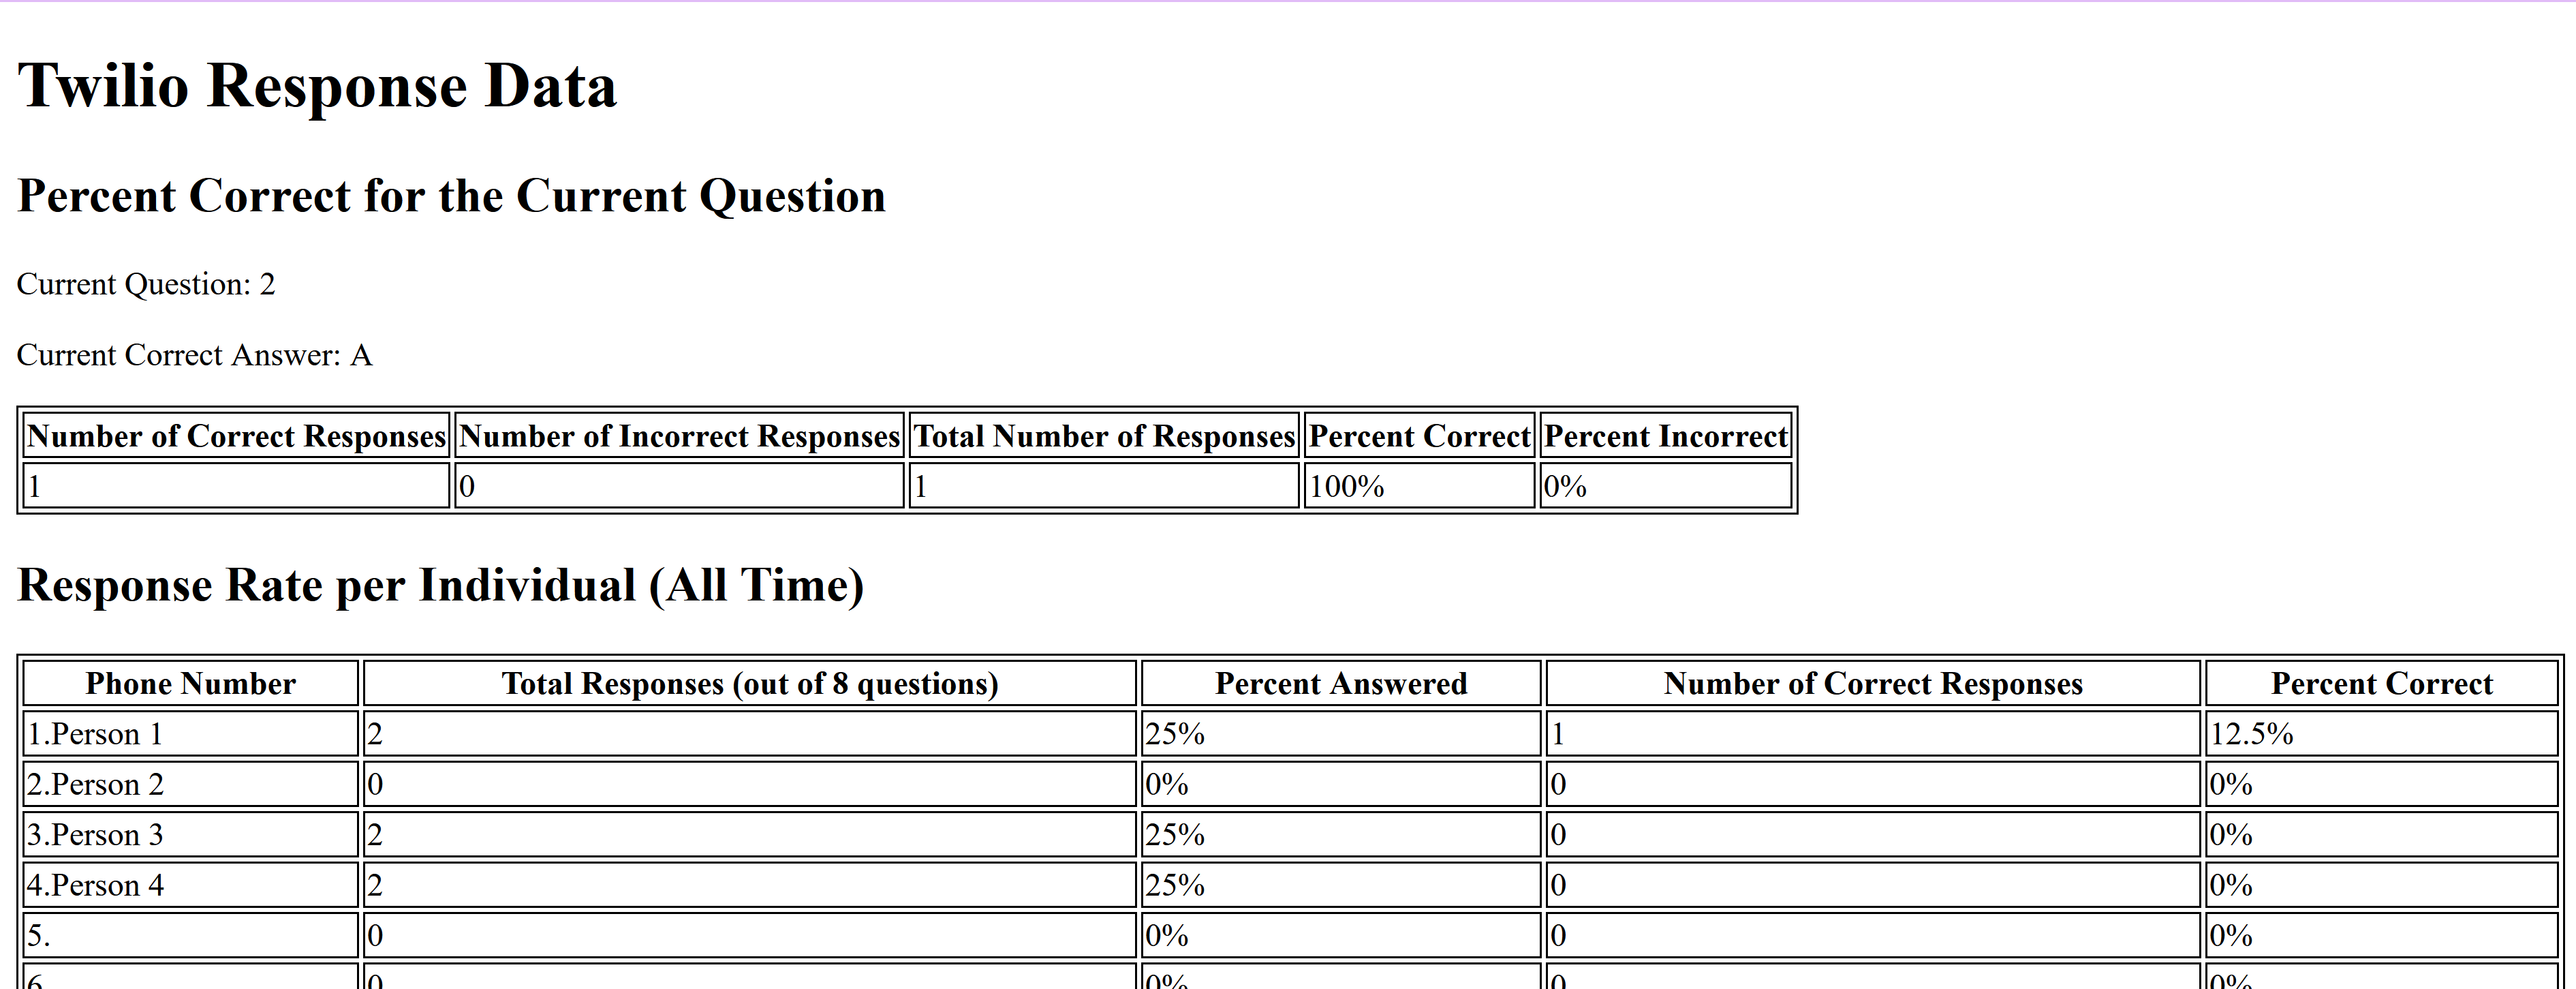 Twilio Response Data
Percent Correct for the Current Question
Current Question: 2
Current Correct Answer: A
Number of Correct Responses Number of Incorrect Responses Total Number of Responses Percent Correct Percent Incorrect
1 0 1 100% 0%
Response Rate per Individual (All Time)
Phone Number Total Responses (out of 8 questions) Percent Answered Number of Correct Responses Percent Correct
1.Person 1 2 25% 1 12.5%
2.Person 2 0 0% 0 0%
3.Person 3 2 25% 0 0%
4.Person 4 2 25% 0 0%
5. 0 0% 0 0%
6 0 0% 0 0%